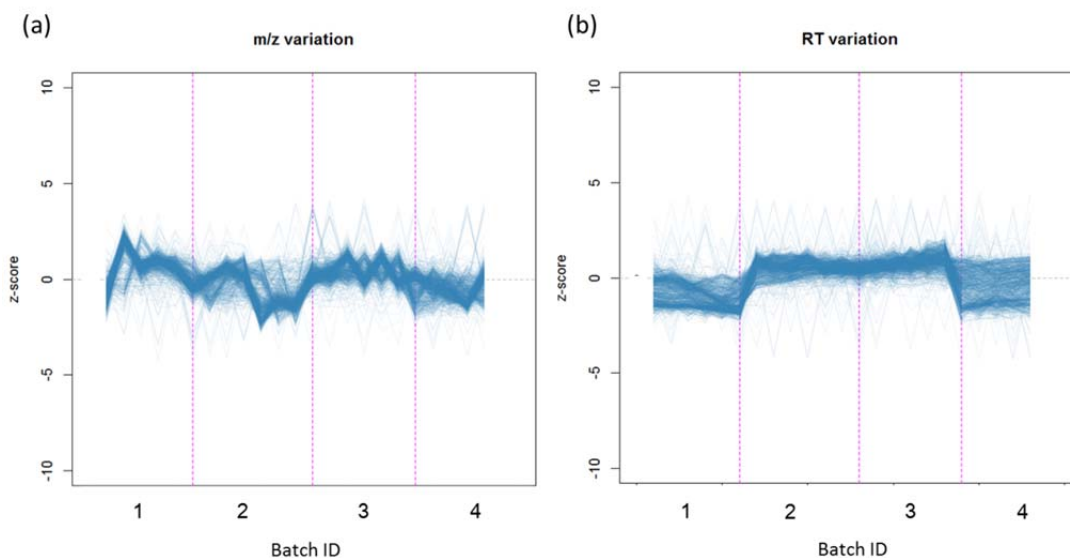 (a)
m/z variation
10
5
0
-5
-10
z-score
1 2 3 4
Batch ID
(b)
RT variation
10
5
0
-5
-10
z-score
1 2 3 4
Batch ID